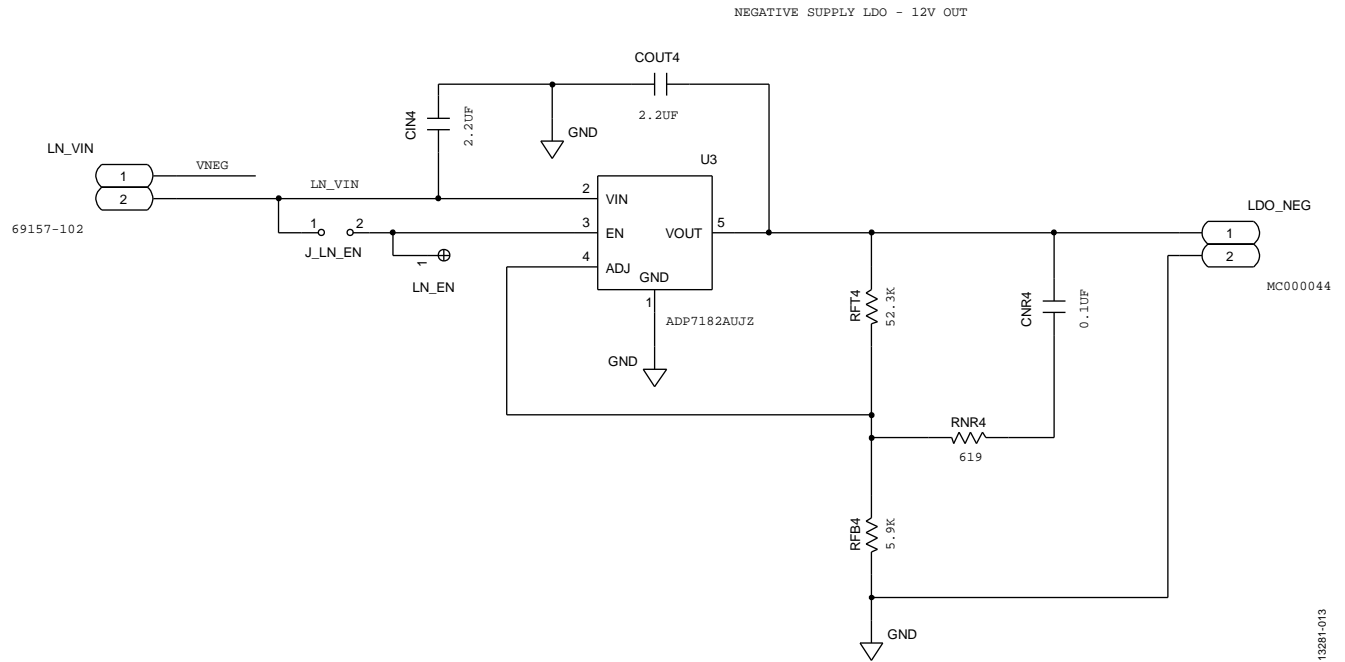 NEGATIVE SUPPLY LDO - 12V OUT
COUT4
2.2UF
CIN4
2.2UF
GND
LN_VIN
1
2
69157-102
VNEG
LN_VIN
1 2
J_LN_EN
1
LN_EN
U3
2 VIN
3 EN
4 ADJ
VOUT 5
GND
1
ADP7182AUJZ
GND
RFT4
52.3K
CNR4
0.1UF
LDO_NEG
1
2
MC000044
RNR4
619
RFB4
5.9K
GND
13281-013